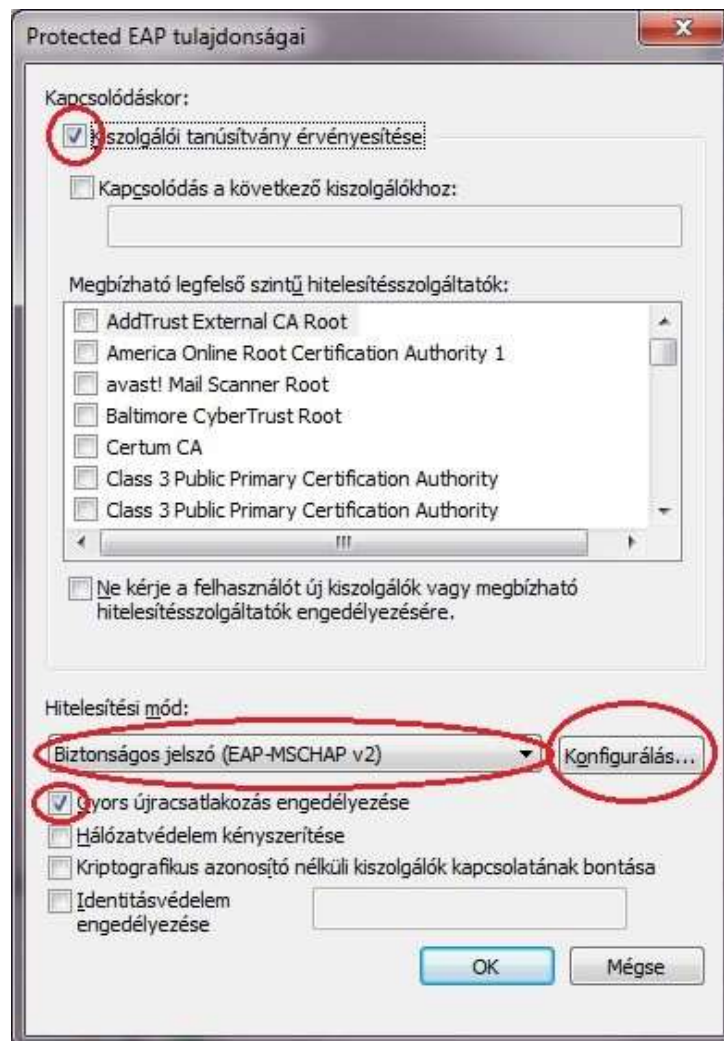 Protected EAP tulajdonságai
Kapcsolódáskor:
Kiszolgálói tanúsítvány érvényesítése
Kapcsolódás a következő kiszolgálókhoz:
Megbízható legfelső szintű hitelesítésszolgáltatók:
AddTrust External CA Root
America Online Root Certification Authority 1
avast! Mail Scanner Root
Baltimore CyberTrust Root
Certum CA
Class 3 Public Primary Certification Authority
Class 3 Public Primary Certification Authority
Ne kérje a felhasználót új kiszolgálók vagy megbízható
hitelesítésszolgáltatók engedélyezésére.
Hitelesítési mód:
Biztonságos jelszó (EAP-MSCHAP v2)
Konfigurálás...
Gyors újracsatlakozás engedélyezése
Hálózatvédelem kényszerítése
Kriptografikus azonosító nélküli kiszolgálók kapcsolatának bontása
Identitásvédelem
engedélyezése
OK
Mégse